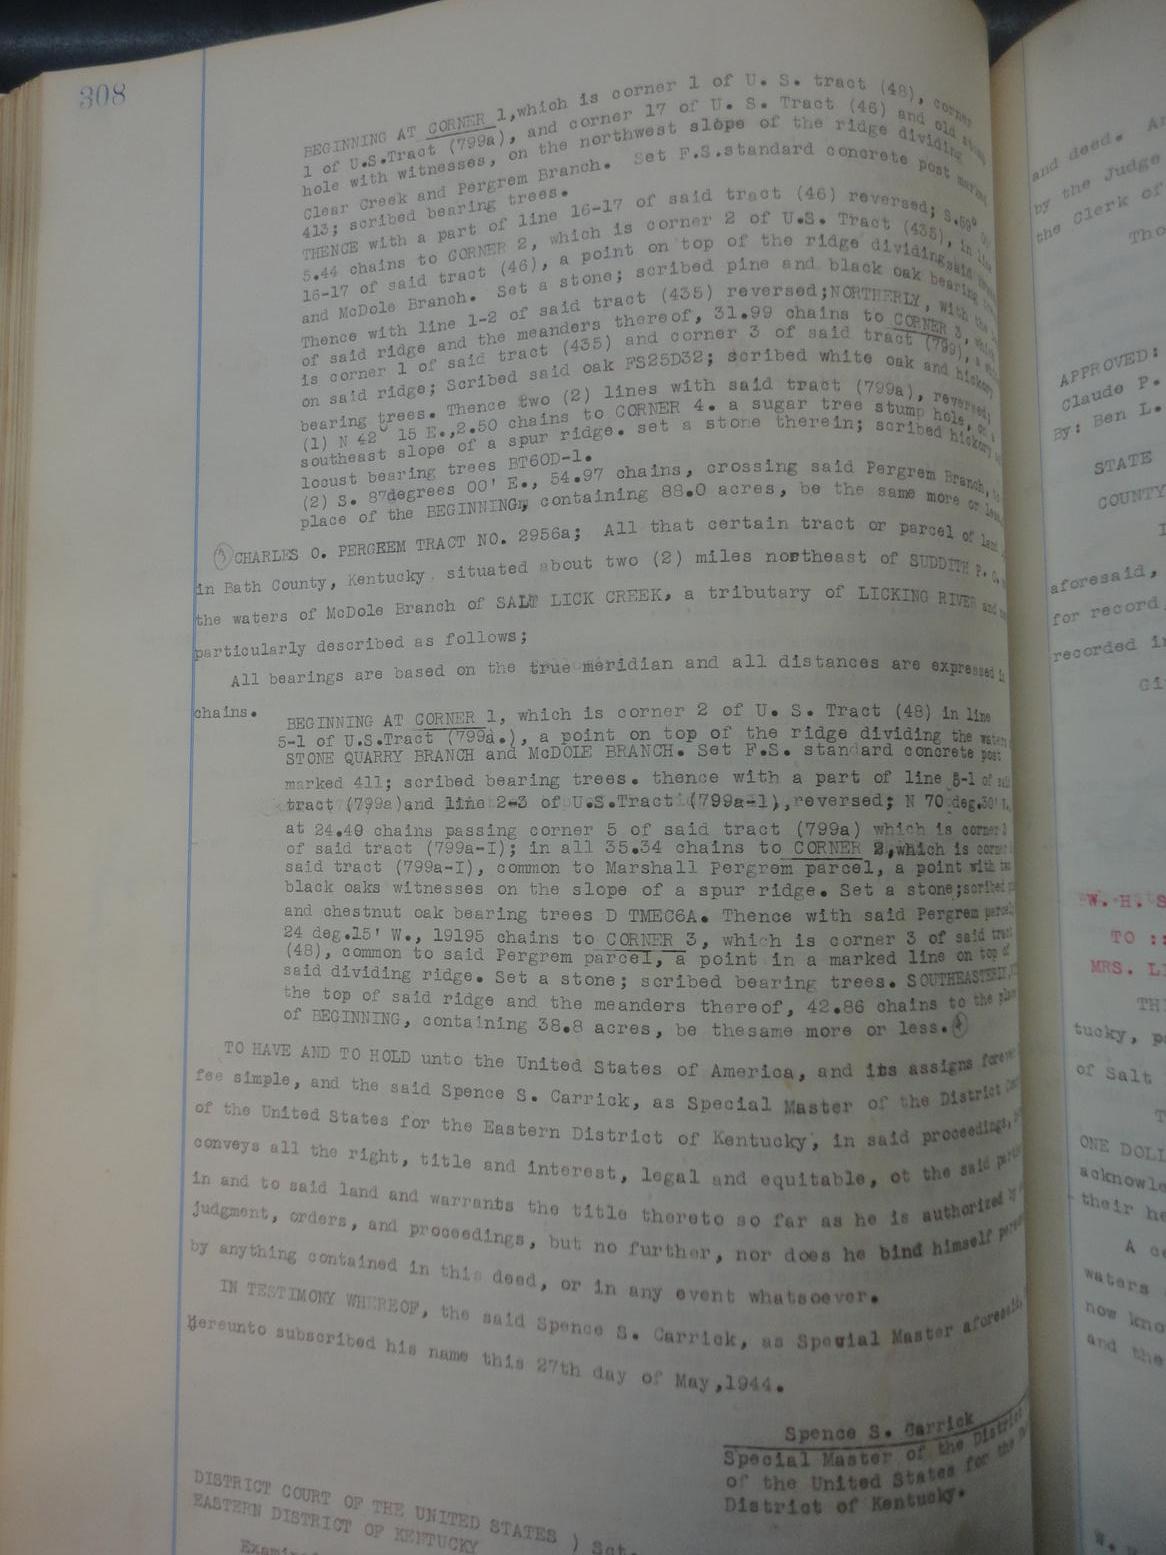 308
BEGINNING AT CORNER 1,which is corner 1 of U. S. tract (48), corner
1 of U.S.Tract (799a), and corner 17 of U. S. Tract (46) and old stone
hole with witnesses, on the northwest slope of the ridge dividing
Clear Creek and Pergrem Branch. Set F.S.standard concrete post marked
413; scribed bearing trees.
THENCE with a part of line 16-17 of said tract (46) reversed; S.
5.44 chains to CORNER 2, which is corner 2 of U.S. Tract (435), in line
16-17 of said tract (46), a point on top of the ridge dividing said
and McDole Branch. Set a stone; scribed pine and black oak bearing
Thence with line 1-2 of said tract (435) reversed;NORTHERLY, with the
of said ridge and the meanders thereof, 31.99 chains to CORNER 3, which
is corner 1 of said tract (435) and corner 3 of said tract (799), a
on said ridge; Scribed said oak FS25D32; scribed white oak and hickory
bearing trees. Thence two (2) lines with said tract (799a), reversed;
(1) N 42° 15 E.,2.50 chains to CORNER 4. a sugar tree stump hole, on a
southeast slope of a spur ridge. set a stone therein; scribed hickory
locust bearing trees BT60D-1.
(2) S. 87degrees 00' E., 54.97 chains, crossing said Pergrem Branch,
place of the BEGINNING, containing 88.0 acres, be the same more or less.
CHARLES O. PERGREM TRACT NO. 2956a; All that certain tract or parcel of land
in Bath County, Kentucky situated about two (2) miles northeast of SUDDITH P. O.
the waters of McDole Branch of SALT LICK CREEK, a tributary of LICKING RIVER and
particularly described as follows;
All bearings are based on the true meridian and all distances are expressed in
chains.
BEGINNING AT CORNER 1, which is corner 2 of U. S. Tract (48) in line
5-1 of U.S.Tract (799a.), a point on top of the ridge dividing the waters
STONE QUARRY BRANCH and McDOLE BRANCH. Set F.S. standard concrete post
marked 411; scribed bearing trees. thence with a part of line 5-1 of said
tract (799a)and line 2-3 of U.S.Tract (799a-1),reversed; N 70 deg.30'
at 24.40 chains passing corner 5 of said tract (799a) which is corner
of said tract (799a-I); in all 35.34 chains to CORNER 2,which is corner
said tract (799a-I), common to Marshall Pergrem parcel, a point with two
black oaks witnesses on the slope of a spur ridge. Set a stone;scribed
and chestnut oak bearing trees D TMEC6A. Thence with said Pergrem parcel
24 deg.15' W., 19195 chains to CORNER 3, which is corner 3 of said tract
(48), common to said Pergrem parcel, a point in a marked line on top of
said dividing ridge. Set a stone; scribed bearing trees. SOUTHEASTERLY,
the top of said ridge and the meanders thereof, 42.86 chains to the place
of BEGINNING, containing 38.8 acres, be thesame more or less.
TO HAVE AND TO HOLD unto the United States of America, and its assigns forever
fee simple, and the said Spence S. Carrick, as Special Master of the District
of the United States for the Eastern District of Kentucky, in said proceedings,
conveys all the right, title and interest, legal and equitable, ot the said
in and to said land and warrants the title thereto so far as he is authorized by
judgment, orders, and proceedings, but no further, nor does he bind himself
by anything contained in this deed, or in any event whatsoever.
IN TESTIMONY WHEREOF, the said Spence S. Carrick, as Special Master aforesaid,
Hereunto subscribed his name this 27th day of May,1944.
Spence S. Carrick
Special Master of the District
of the United States for the
District of Kentucky.
DISTRICT COURT OF THE UNITED STATES ) Sct.
EASTERN DISTRICT OF KENTUCKY
and deed.
by the Judge
the Clerk of
APPROVED:
Claude P.
By: Ben L.
STATE
COUNTY
aforesaid,
for record
recorded in
W. H. S
TO ::
MRS.
tucky,
of Salt
ONE
their
A
waters
now
and the